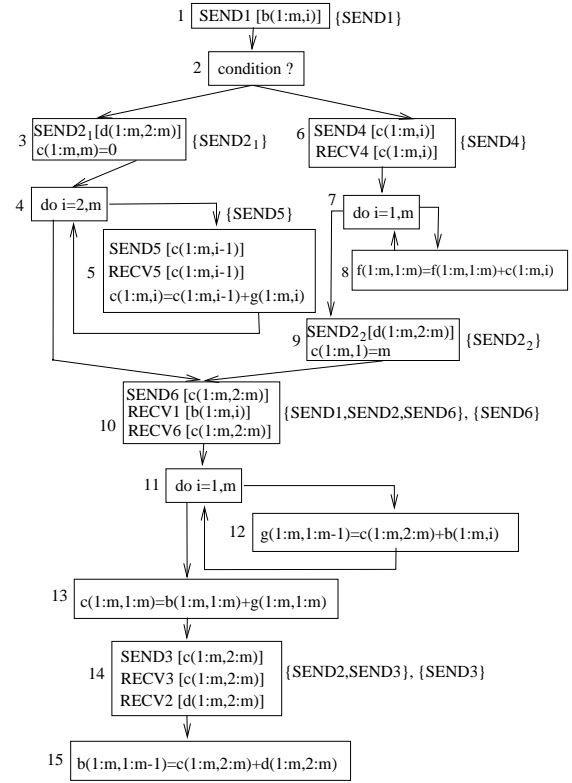 1 SEND1 [b(1:m,i)] {SEND1}
2 condition ?
3 SEND2₁[d(1:m,2:m)] {SEND2₁}
c(1:m,m)=0
6 SEND4 [c(1:m,i)] {SEND4}
RECV4 [c(1:m,i)]
4 do i=2,m
{SEND5}
5 SEND5 [c(1:m,i-1)]
RECV5 [c(1:m,i-1)]
c(1:m,i)=c(1:m,i-1)+g(1:m,i)
7 do i=1,m
8 f(1:m,1:m)=f(1:m,1:m)+c(1:m,i)
9 SEND2₂[d(1:m,2:m)] {SEND2₂}
c(1:m,1)=m
10 SEND6 [c(1:m,2:m)]
RECV1 [b(1:m,i)] {SEND1,SEND2,SEND6}, {SEND6}
RECV6 [c(1:m,2:m)]
11 do i=1,m
12 g(1:m,1:m-1)=c(1:m,2:m)+b(1:m,i)
13 c(1:m,1:m)=b(1:m,1:m)+g(1:m,1:m)
14 SEND3 [c(1:m,2:m)]
RECV3 [c(1:m,2:m)] {SEND2,SEND3}, {SEND3}
RECV2 [d(1:m,2:m)]
15 b(1:m,1:m-1)=c(1:m,2:m)+d(1:m,2:m)